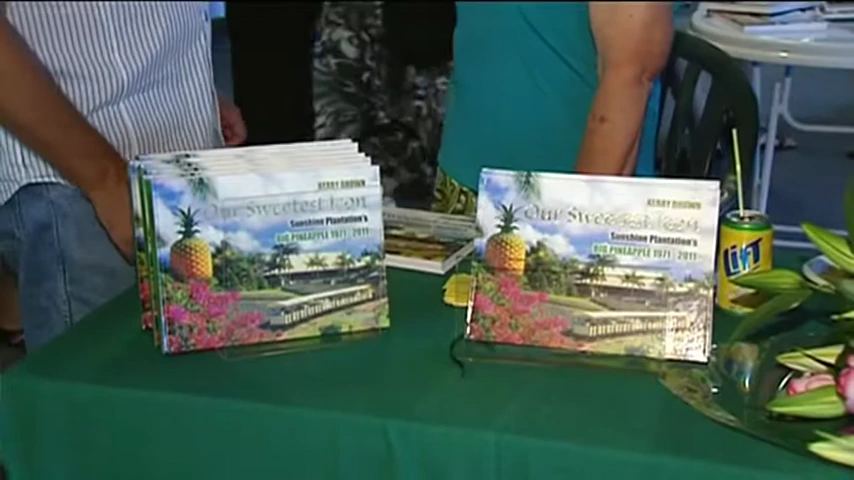 KERRY BROWN
Our Sweetest Icon
Sunshine Plantation's
BIG PINEAPPLE 1971 - 2011
KERRY BROWN
Our Sweetest Icon
Sunshine Plantation's
BIG PINEAPPLE 1971 - 2011
Lift